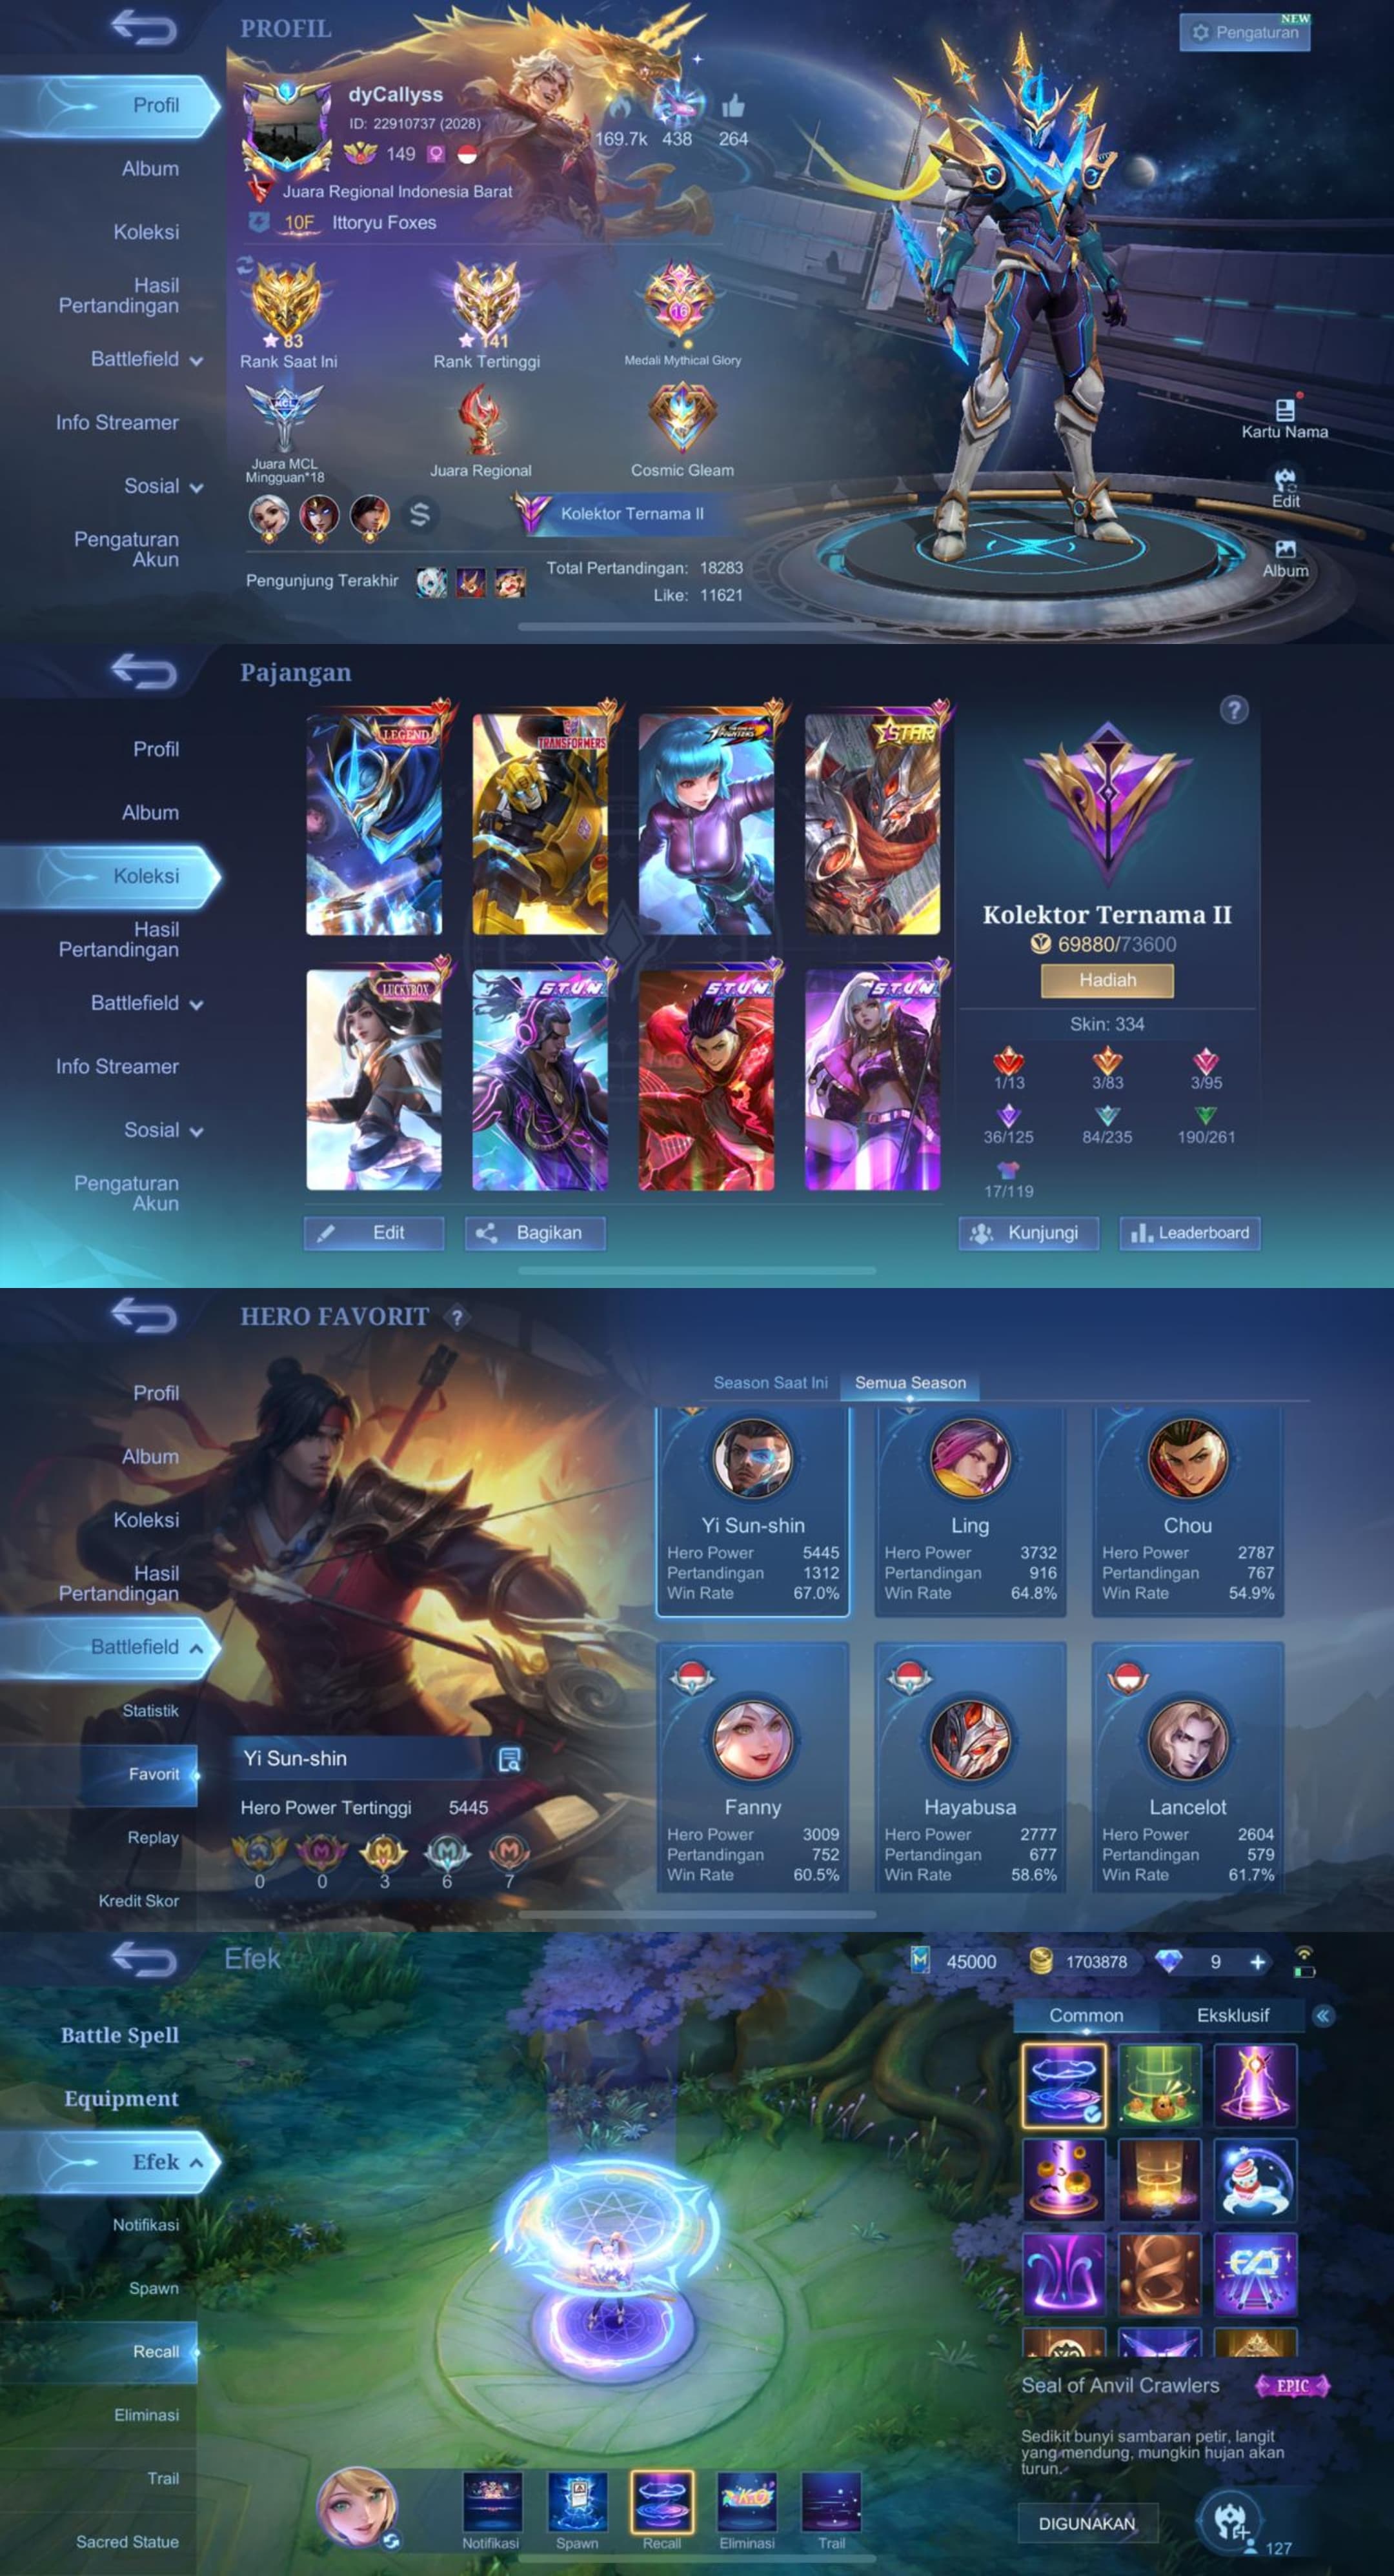 PROFIL
NEW
Pengaturan
Profil
dyCallyss
ID: 22910737 (2028)
169.7k 438 264
149
Album
Juara Regional Indonesia Barat
10F Ittoryu Foxes
Koleksi
Hasil
Pertandingan
16
83
141
Rank Saat Ini
Rank Tertinggi
Medali Mythical Glory
Battlefield
MCL
Info Streamer
Kartu Nama
Juara MCL
Mingguan*18
Juara Regional
Cosmic Gleam
Sosial
Edit
Kolektor Ternama II
Pengaturan
Akun
Album
Pengunjung Terakhir
Total Pertandingan: 18283
Like: 11621
Pajangan
Profil
Album
Koleksi
Hasil
Pertandingan
Battlefield
Info Streamer
Sosial
Pengaturan
Akun
LEGEND
TRANSFORMERS
FIGHTERS
STAR
LUCKYBOX
S.T.U.N.
S.T.U.N.
S.T.U.N.
Edit
Bagikan
?
Kolektor Ternama II
69880/73600
Hadiah
Skin: 334
1/13 3/83 3/95
36/125 84/235 190/261
17/119
Kunjungi
Leaderboard
HERO FAVORIT ?
Profil
Album
Koleksi
Hasil
Pertandingan
Battlefield
Statistik
Favorit
Replay
Kredit Skor
Yi Sun-shin
Hero Power Tertinggi 5445
0 0 3 6 7
Season Saat Ini
Semua Season
Yi Sun-shin
Hero Power 5445
Pertandingan 1312
Win Rate 67.0%
Ling
Hero Power 3732
Pertandingan 916
Win Rate 64.8%
Chou
Hero Power 2787
Pertandingan 767
Win Rate 54.9%
Fanny
Hero Power 3009
Pertandingan 752
Win Rate 60.5%
Hayabusa
Hero Power 2777
Pertandingan 677
Win Rate 58.6%
Lancelot
Hero Power 2604
Pertandingan 579
Win Rate 61.7%
Efek
45000
1703878
9
Battle Spell
Equipment
Efek
Notifikasi
Spawn
Recall
Eliminasi
Trail
Sacred Statue
Common
Eksklusif
Seal of Anvil Crawlers
EPIC
Sedikit bunyi sambaran petir, langit
yang mendung, mungkin hujan akan
turun.
DIGUNAKAN
127
Notifikasi
Spawn
Recall
Eliminasi
Trail